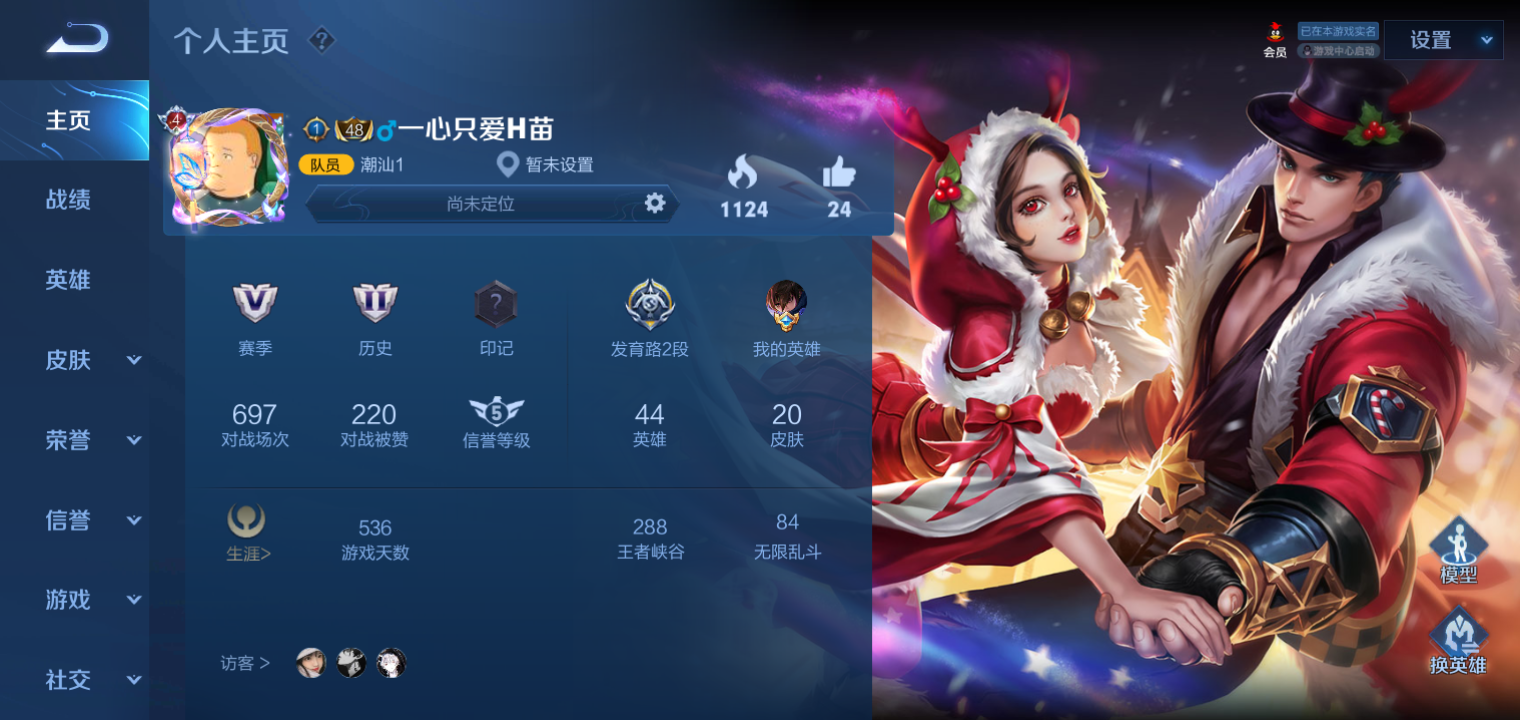 个人主页
?
会员
已在本游戏实名
游戏中心启动
设置
主页
战绩
英雄
皮肤
荣誉
信誉
游戏
社交
4
1
48
一心只爱H苗
队员
潮汕1
暂未设置
尚未定位
1124
24
V
赛季
II
历史
?
印记
发育路2段
我的英雄
697
对战场次
220
对战被赞
5
信誉等级
44
英雄
20
皮肤
生涯>
536
游戏天数
288
王者峡谷
84
无限乱斗
访客 >
模型
换英雄